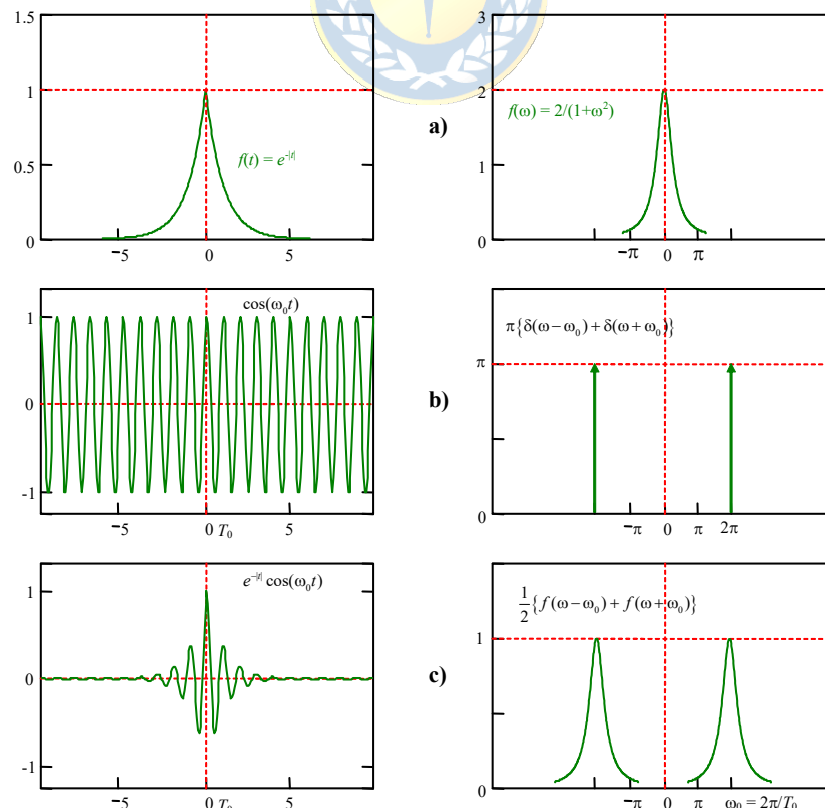 1.5
1
0.5
0
−5
0
5
f(t) = e^{-|t|}
a)
3
2
1
0
−π
0
π
f(ω) = 2/(1+ω²)
1
0
-1
−5
0 T₀
5
cos(ω₀t)
b)
π
0
−π
0
π
2π
π{δ(ω−ω₀) + δ(ω+ω₀)}
1
0
-1
−5
0 T₀
5
e^{−|t|} cos(ω₀t)
c)
1
0
−π
0
π
ω₀ = 2π/T₀
1/2 {f(ω−ω₀) + f(ω+ω₀)}